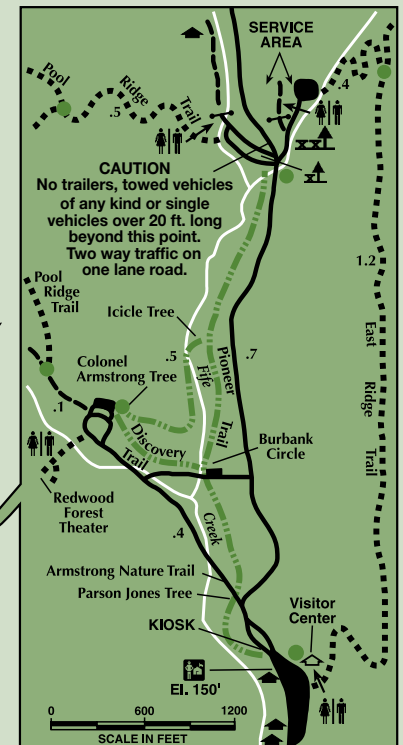 SERVICE
AREA
.4
Pool
Ridge
Trail
.5
CAUTION
No trailers, towed vehicles
of any kind or single
vehicles over 20 ft. long
beyond this point.
Two way traffic on
one lane road.
1.2
East
Ridge
Trail
Pool
Ridge
Trail
Icicle Tree
.5
Fife
Creek
Pioneer
Trail
.7
Colonel
Armstrong Tree
.1
Discovery
Trail
Burbank
Circle
Redwood
Forest
Theater
.4
Armstrong Nature Trail
Parson Jones Tree
KIOSK
Visitor
Center
El. 150'
0 600 1200
SCALE IN FEET